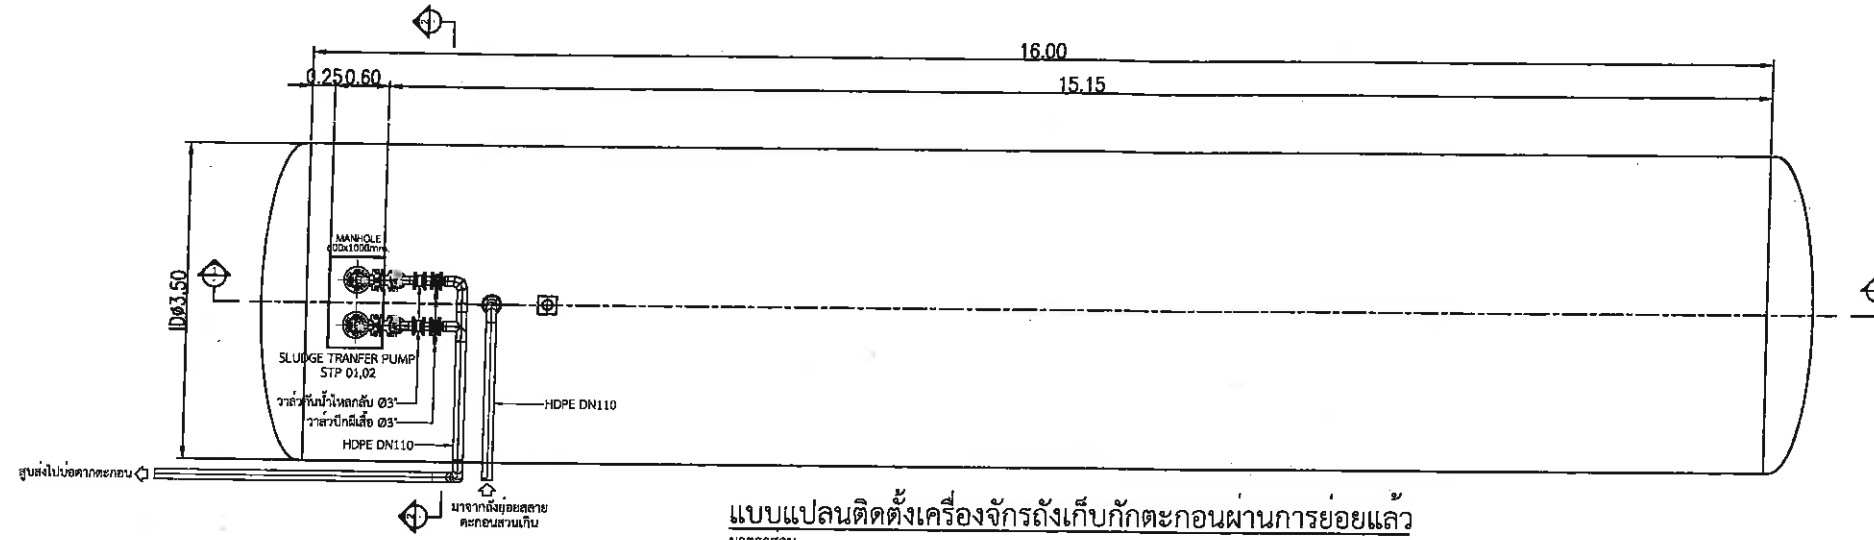 2
16.00
0.25 0.60
15.15
MANHOLE
600x1000mm.
1
IDø3.50
SLUDGE TRANFER PUMP
STP 01,02
วาล์วกันน้ำไหลกลับ Ø3"
วาล์วปีกผีเสื้อ Ø3"
HDPE DN110
HDPE DN110
สูบส่งไปบ่อตากตะกอน
มาจากถังย่อยสลาย
ตะกอนส่วนเกิน
2
แบบแปลนติดตั้งเครื่องจักรถังเก็บกักตะกอนผ่านการย่อยแล้ว